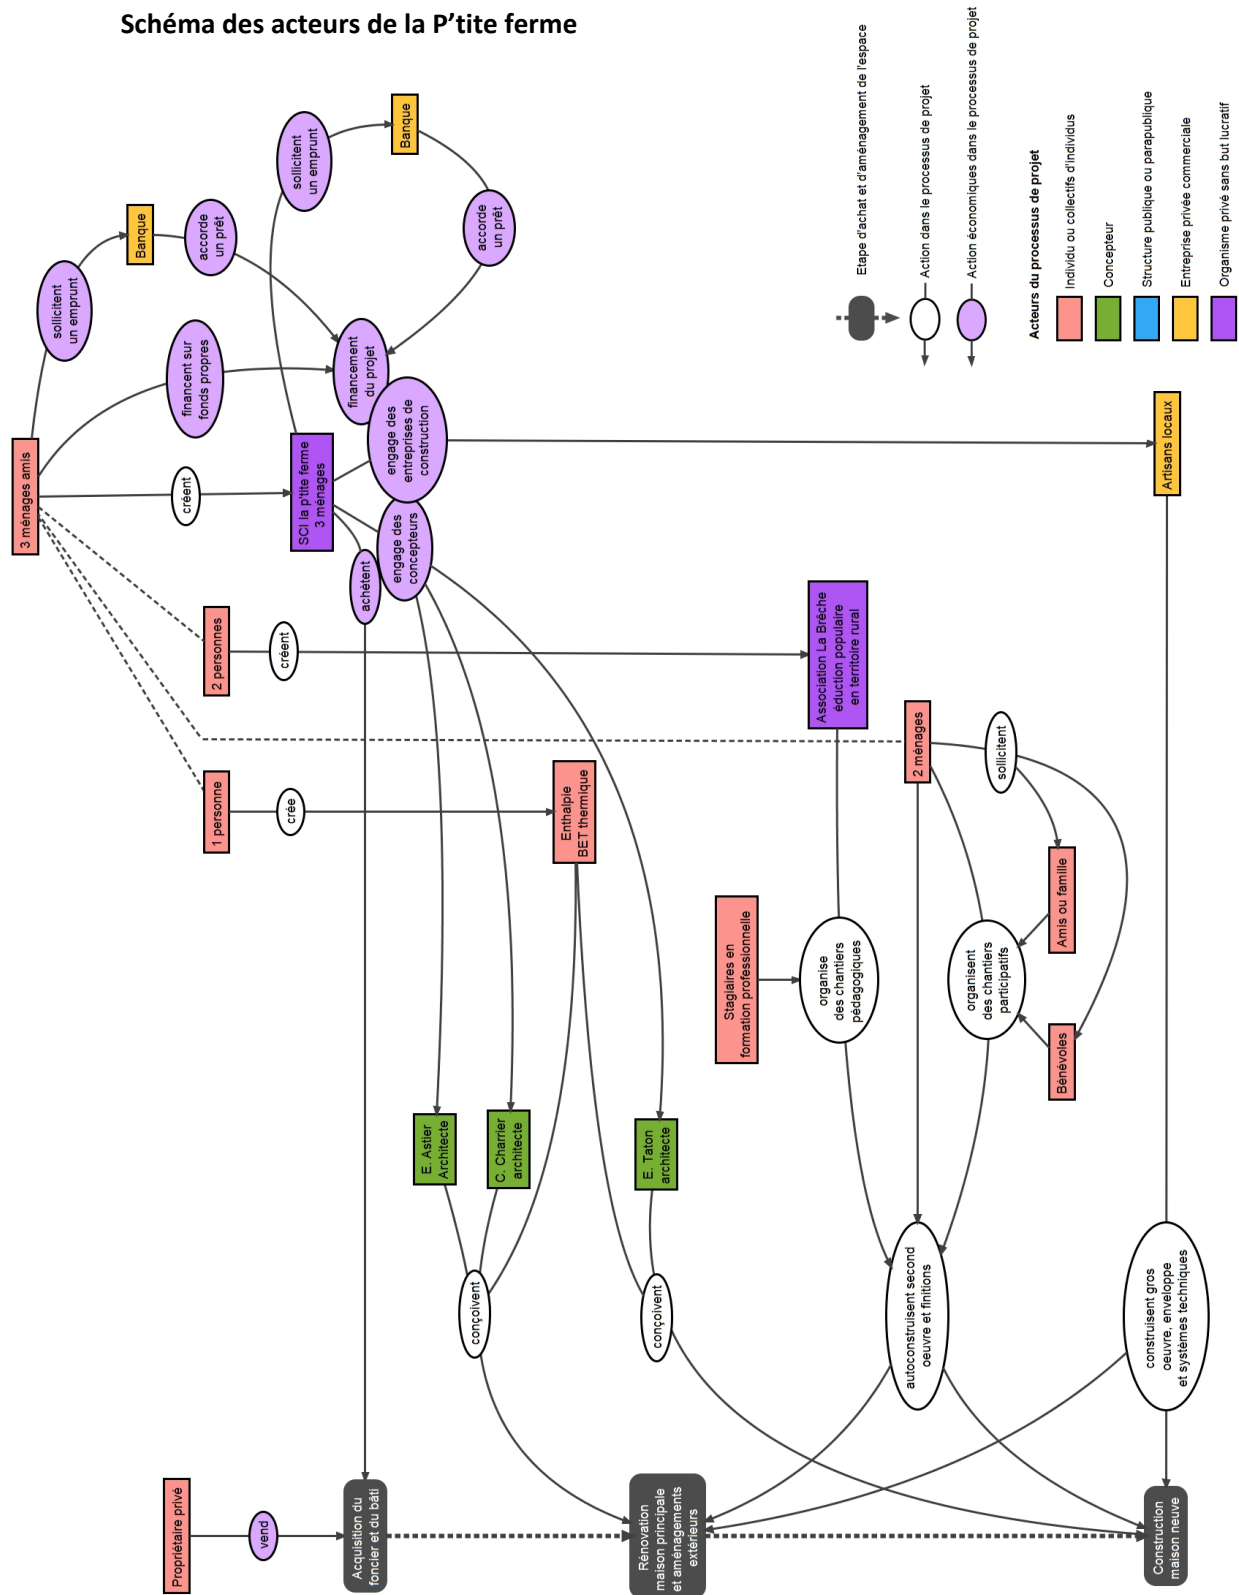 Schéma des acteurs de la P'tite ferme
3 ménages amis
sollicitent
un emprunt
Banque
accorde
un prêt
financent sur
fonds propres
créent
SCI la p'tite ferme
3 ménages
sollicitent
un emprunt
Banque
accorde
un prêt
financement
du projet
engage des
entreprises de
construction
engage des
concepteurs
achètent
2 personnes
créent
1 personne
crée
Enthalpie
BET thermique
Association La Brêche
éduction populaire
en territoire rural
2 ménages
sollicitent
Amis ou famille
Bénévoles
organisent
des chantiers
participatifs
Stagiaires en
formation professionnelle
organise
des chantiers
pédagogiques
Artisans locaux
E. Astier
Architecte
C. Charrier
architecte
E. Taton
architecte
conçoivent
conçoivent
autoconstruisent second
oeuvre et finitions
construisent gros
oeuvre, enveloppe
et systèmes techniques
Propriétaire privé
vend
Acquisition du
foncier et du bâti
Rénovation
maison principale
et aménagements
extérieurs
Construction
maison neuve
Etape d'achat et d'aménagement de l'espace
Action dans le processus de projet
Action économiques dans le processus de projet
Acteurs du processus de projet
Individu ou collectifs d'individus
Concepteur
Structure publique ou parapublique
Entreprise privée commerciale
Organisme privé sans but lucratif